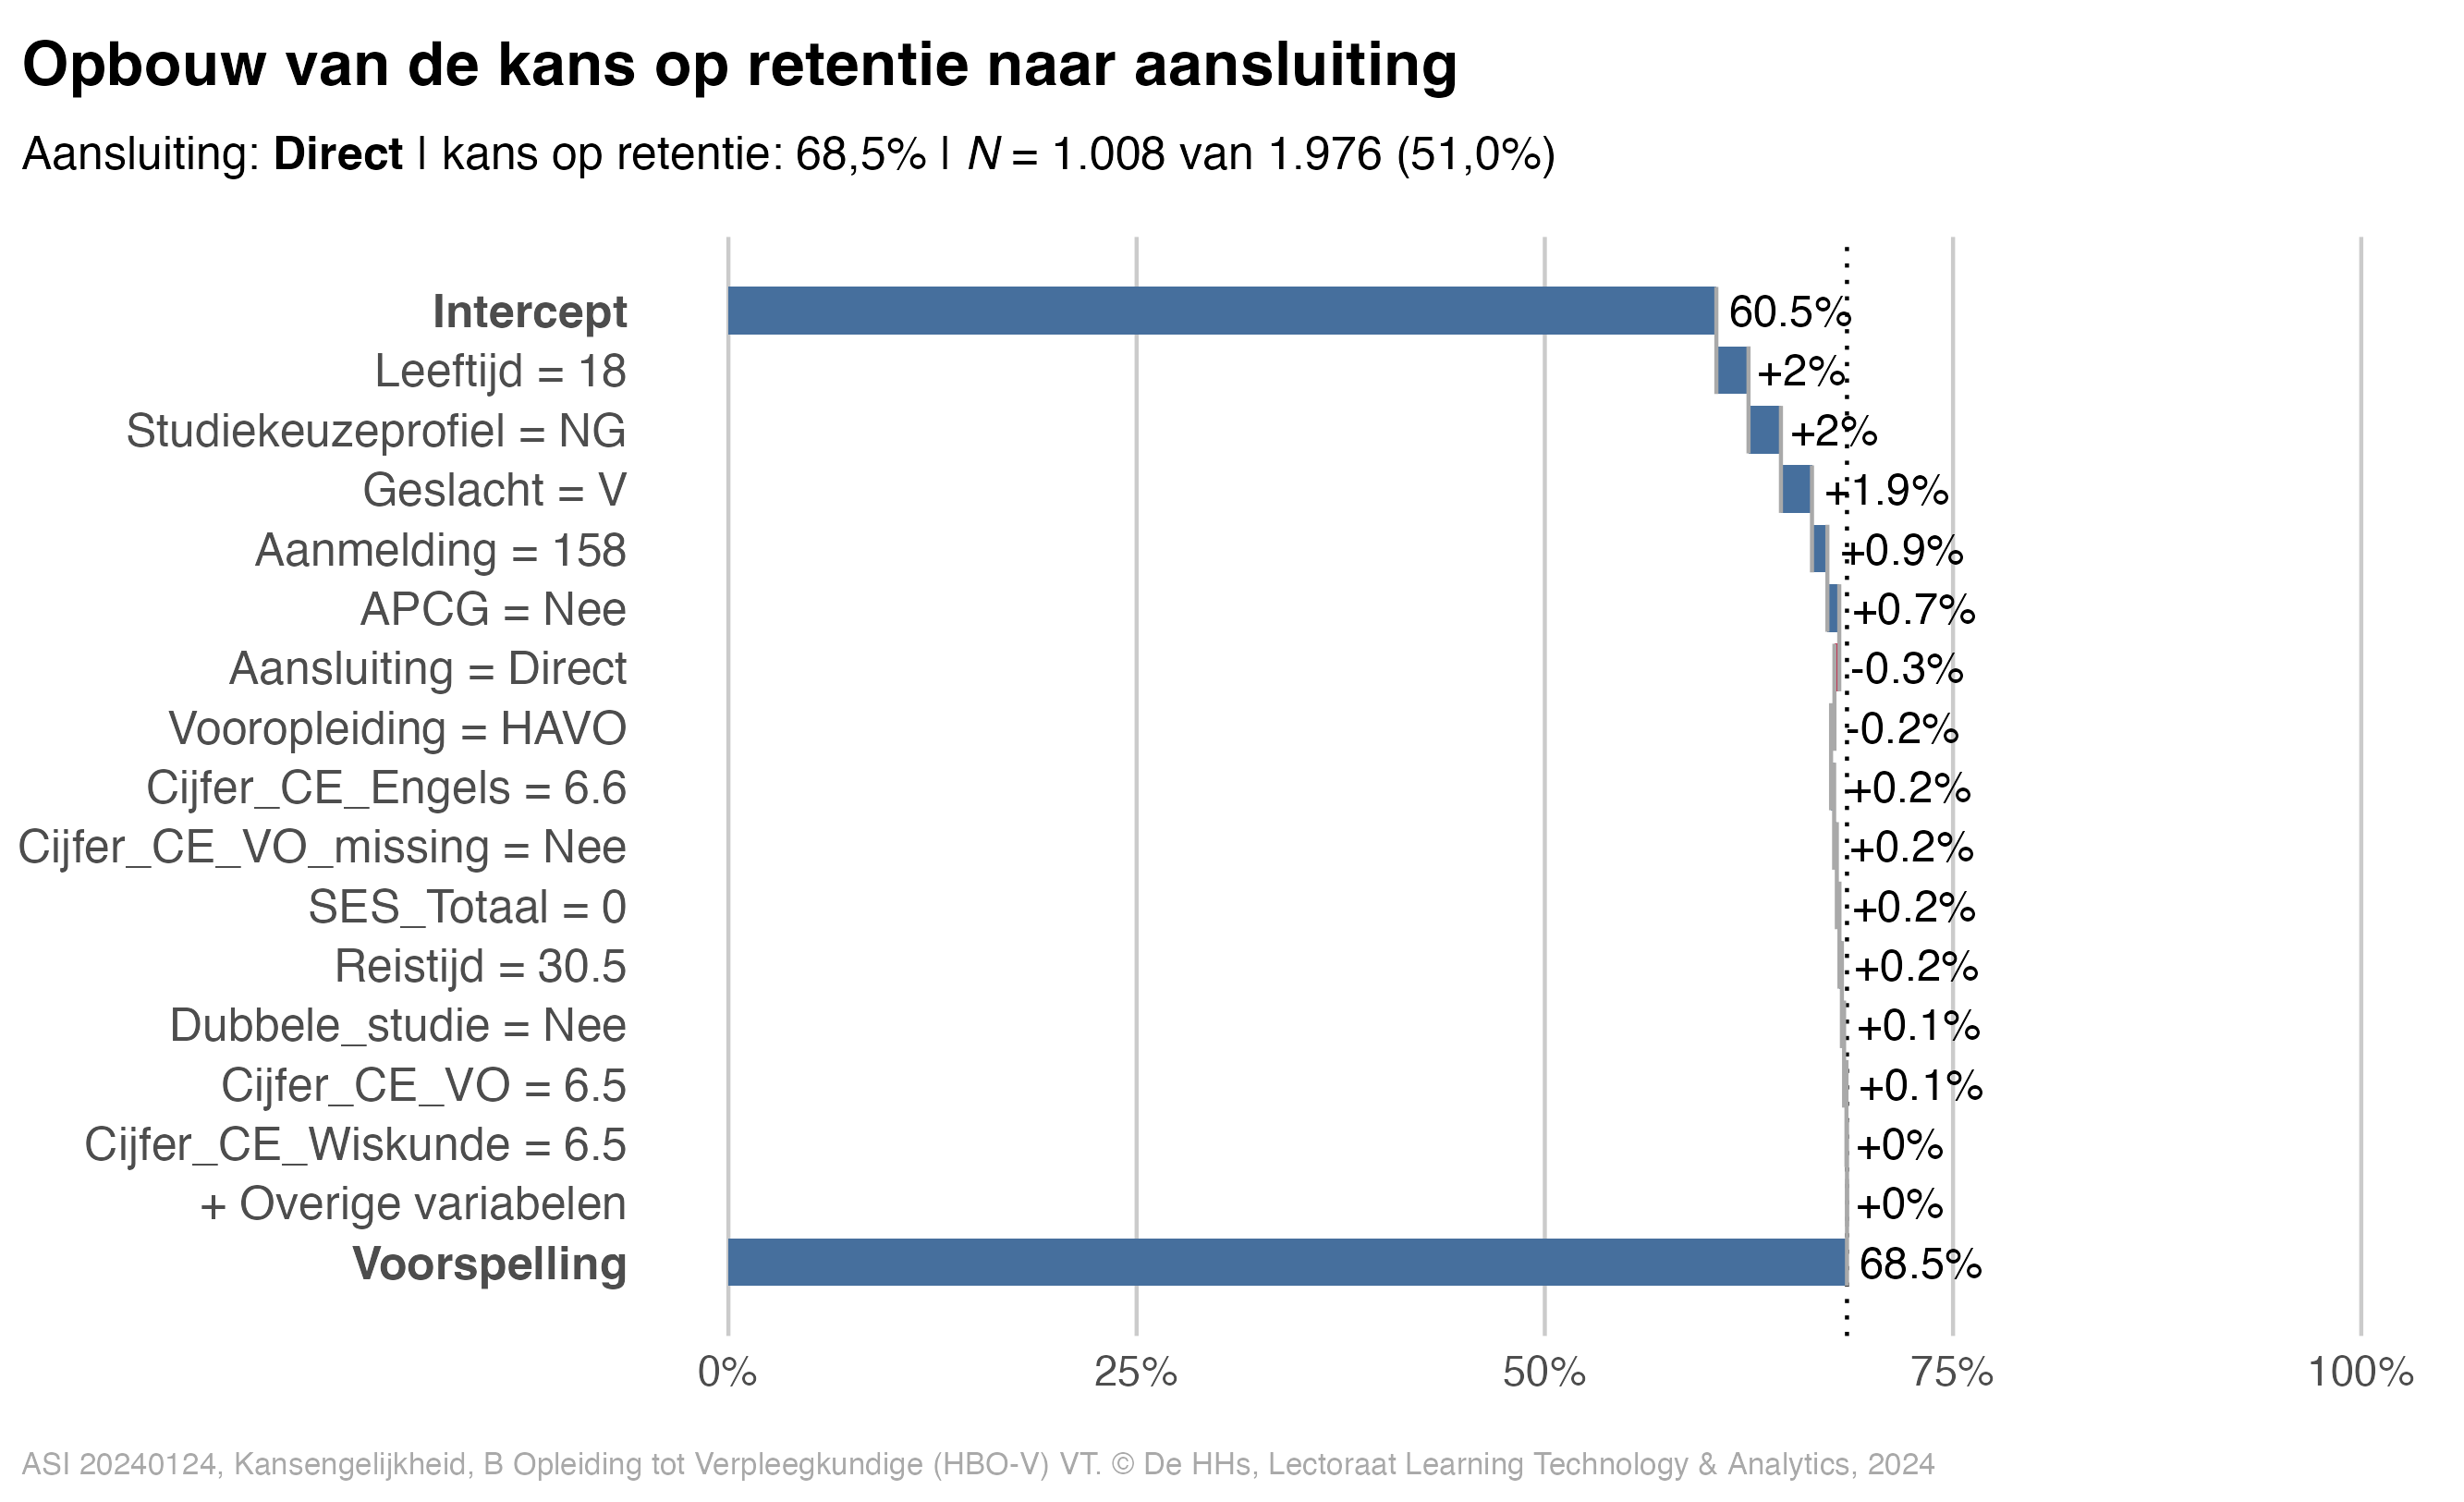 Opbouw van de kans op retentie naar aansluiting
Aansluiting: Direct | kans op retentie: 68,5% | N = 1.008 van 1.976 (51,0%)
Intercept 60.5%
Leeftijd = 18 +2%
Studiekeuzeprofiel = NG +2%
Geslacht = V +1.9%
Aanmelding = 158 +0.9%
APCG = Nee +0.7%
Aansluiting = Direct -0.3%
Vooropleiding = HAVO -0.2%
Cijfer_CE_Engels = 6.6 +0.2%
Cijfer_CE_VO_missing = Nee +0.2%
SES_Totaal = 0 +0.2%
Reistijd = 30.5 +0.2%
Dubbele_studie = Nee +0.1%
Cijfer_CE_VO = 6.5 +0.1%
Cijfer_CE_Wiskunde = 6.5 +0%
+ Overige variabelen +0%
Voorspelling 68.5%
0% 25% 50% 75% 100%
ASI 20240124, Kansengelijkheid, B Opleiding tot Verpleegkundige (HBO-V) VT. © De HHs, Lectoraat Learning Technology & Analytics, 2024